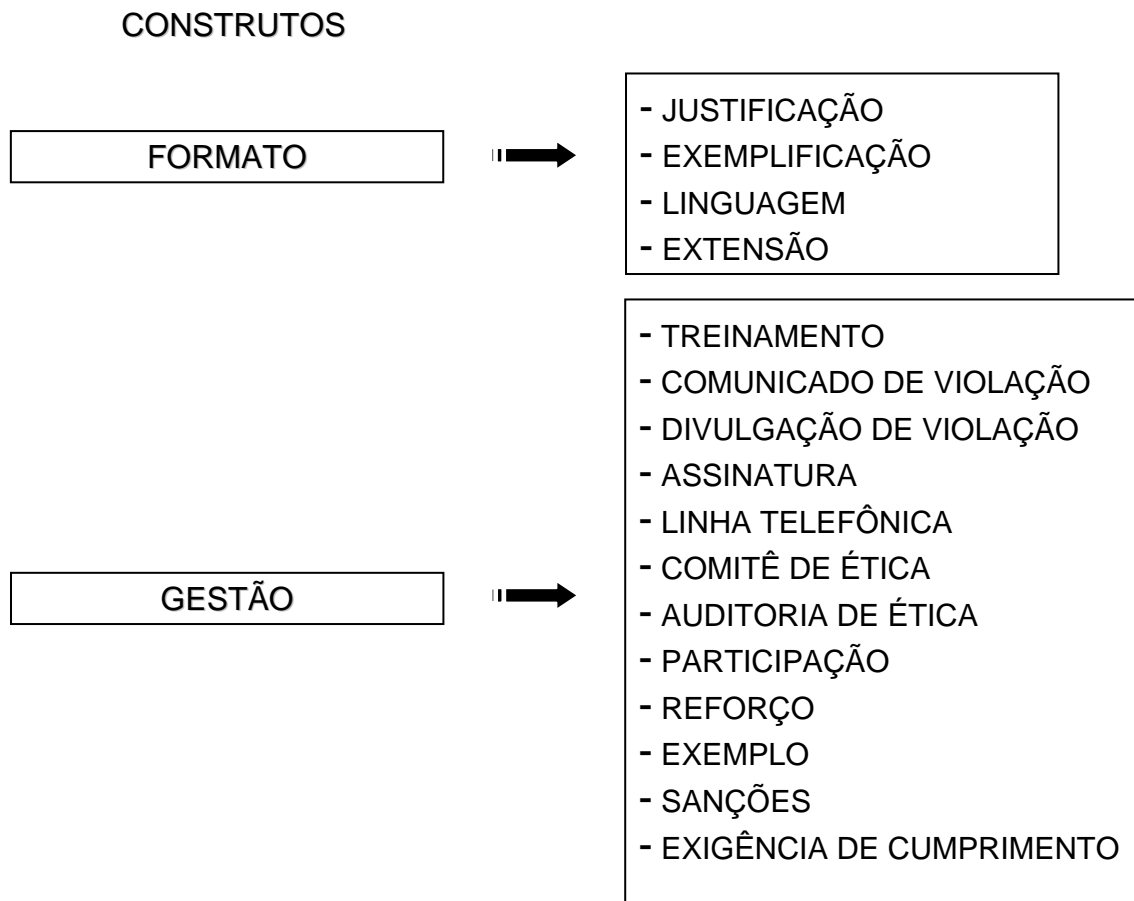 CONSTRUTOS
FORMATO
- JUSTIFICAÇÃO
- EXEMPLIFICAÇÃO
- LINGUAGEM
- EXTENSÃO
GESTÃO
- TREINAMENTO
- COMUNICADO DE VIOLAÇÃO
- DIVULGAÇÃO DE VIOLAÇÃO
- ASSINATURA
- LINHA TELEFÔNICA
- COMITÊ DE ÉTICA
- AUDITORIA DE ÉTICA
- PARTICIPAÇÃO
- REFORÇO
- EXEMPLO
- SANÇÕES
- EXIGÊNCIA DE CUMPRIMENTO